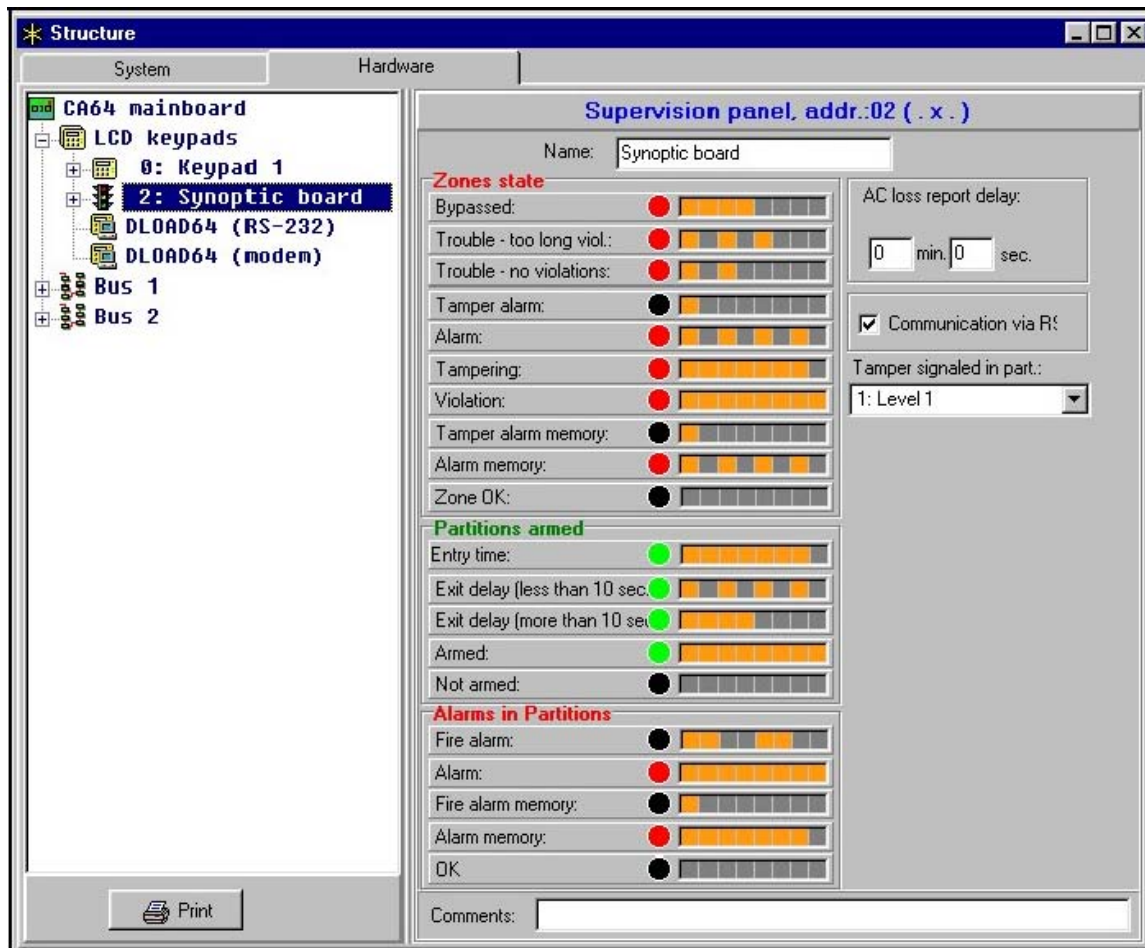 Structure
System
Hardware
CA64 mainboard
LCD keypads
0: Keypad 1
2: Synoptic board
DLOAD64 (RS-232)
DLOAD64 (modem)
Bus 1
Bus 2
Print
Supervision panel, addr.:02 ( . x . )
Name: Synoptic board
Zones state
Bypassed:
Trouble - too long viol.:
Trouble - no violations:
Tamper alarm:
Alarm:
Tampering:
Violation:
Tamper alarm memory:
Alarm memory:
Zone OK:
Partitions armed
Entry time:
Exit delay (less than 10 sec.
Exit delay (more than 10 sec
Armed:
Not armed:
Alarms in Partitions
Fire alarm:
Alarm:
Fire alarm memory:
Alarm memory:
OK
AC loss report delay:
0 min. 0 sec.
Communication via RS
Tamper signaled in part.:
1: Level 1
Comments: